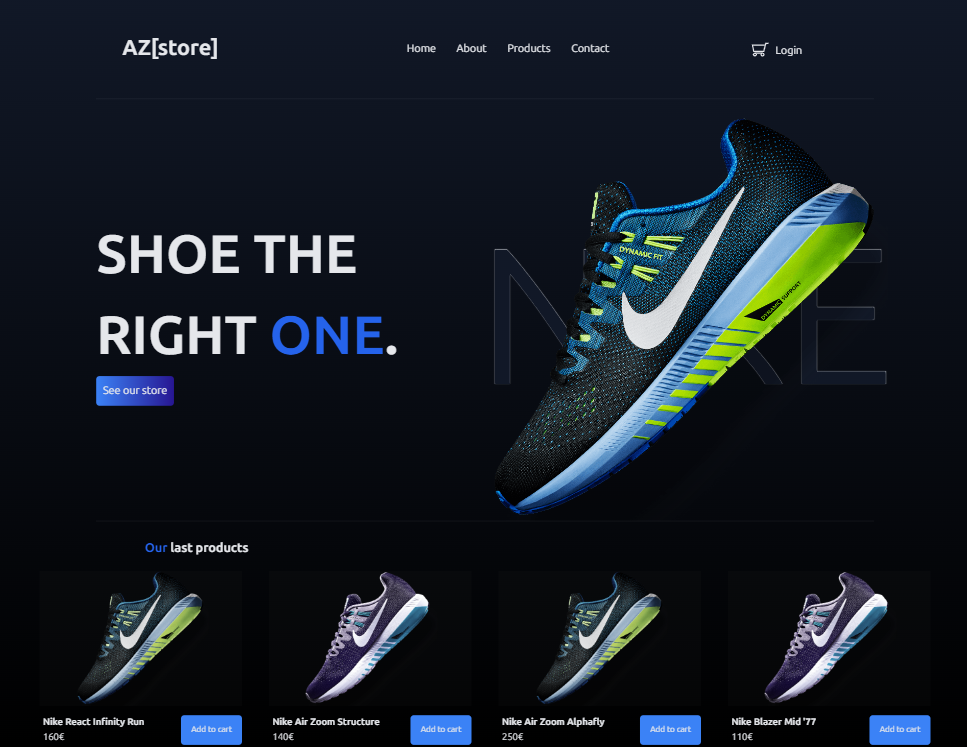 AZ[store]
Home About Products Contact
Login
SHOE THE
RIGHT ONE.
See our store
DYNAMIC FIT
DYNAMIC SUPPORT
Our last products
Nike React Infinity Run
160€
Add to cart
Nike Air Zoom Structure
140€
Add to cart
Nike Air Zoom Alphafly
250€
Add to cart
Nike Blazer Mid '77
110€
Add to cart